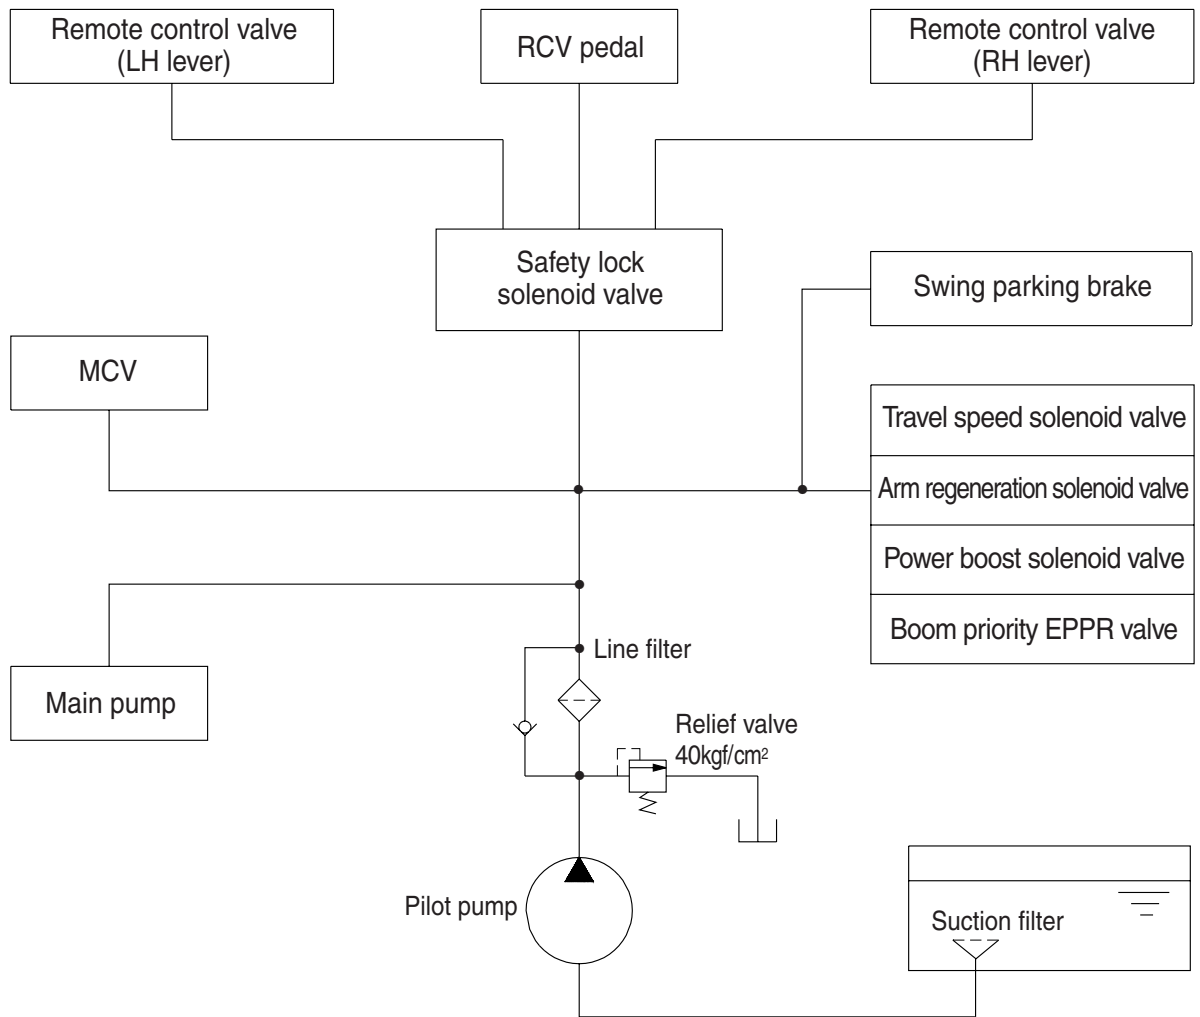 Remote control valve
(LH lever)
RCV pedal
Remote control valve
(RH lever)
Safety lock
solenoid valve
Swing parking brake
MCV
Travel speed solenoid valve
Arm regeneration solenoid valve
Power boost solenoid valve
Boom priority EPPR valve
Line filter
Main pump
Relief valve
40kgf/cm²
Pilot pump
Suction filter